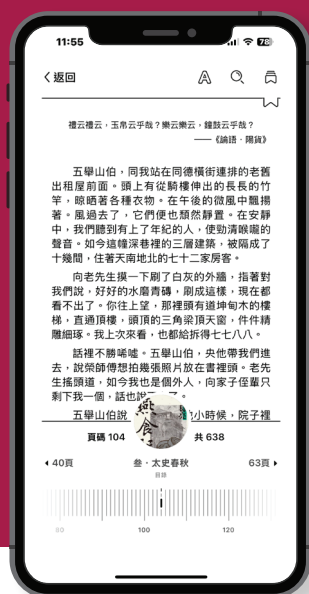 11:55
78
返回
A
禮云禮云，玉帛云乎哉？樂云樂云，鐘鼓云乎哉？
——《論語．陽貨》
五舉山伯，同我站在同德橫街連排的老舊
出租屋前面。頭上有從騎樓伸出的長長的竹
竿，晾晒著各種衣物。在午後的微風中飄揚
著。風過去了，它們便也頹然靜置。在安靜
中，我們聽到有上了年紀的人，使勁清喉嚨的
聲音。如今這幢深巷裡的三層建築，被隔成了
十幾間，住著天南地北的七十二家房客。
向老先生摸一下刷了白灰的外牆，指著對
我們說，好好的水磨青磚，刷成這樣，現在都
看不出了。你往上望，那裡頭有道坤甸木的樓
梯，直通頂樓，頭頂的三角梁頂天窗，件件精
雕細琢。我上次來看，也都給拆得七七八八。
話裡不勝唏噓。五舉山伯，央他帶我們進
去，說榮師傅想拍幾張照片放在書裡頭。老先
生搖頭道，如今我也是個外人，向家子侄輩只
剩下我一個，話也說
了。
五舉山伯說
小時候，院子裡
燕食
頁碼 104
共 638
40頁
叁．太史春秋
63頁
目錄
90
100
120